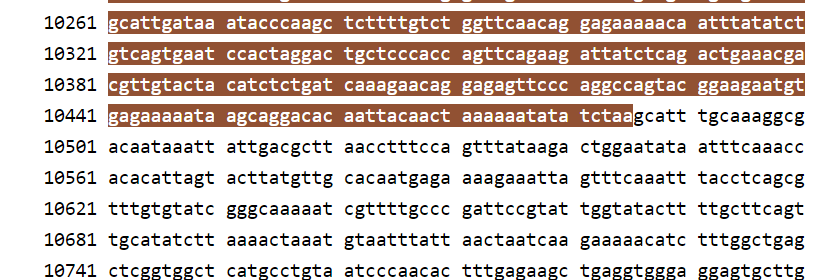 10261 gcattgataa atacccaagc tcttttgtct ggttcaacag gagaaaaaca atttatatct
10321 gtcagtgaat ccactaggac tgctcccacc agttcagaag attatctcag actgaaacga
10381 cgttgtacta catctctgat caaagaacag gagagttccc aggccagtac ggaagaatgt
10441 gagaaaaata agcaggacac aattacaact aaaaaatata tctaagcatt tgcaaaggcg
10501 acaataaatt attgacgctt aacctttcca gtttataaga ctggaatata atttcaaacc
10561 acacattagt acttatgttg cacaatgaga aaagaaatta gtttcaaatt tacctcagcg
10621 tttgtgtatc gggcaaaaat cgttttgccc gattccgtat tggtatactt ttgcttcagt
10681 tgcatatctt aaaactaaat gtaatttatt aactaatcaa gaaaaacatc tttggctgag
10741 ctcggtggct catgcctgta atcccaacac tttgagaagc tgaggtggga ggagtgcttg